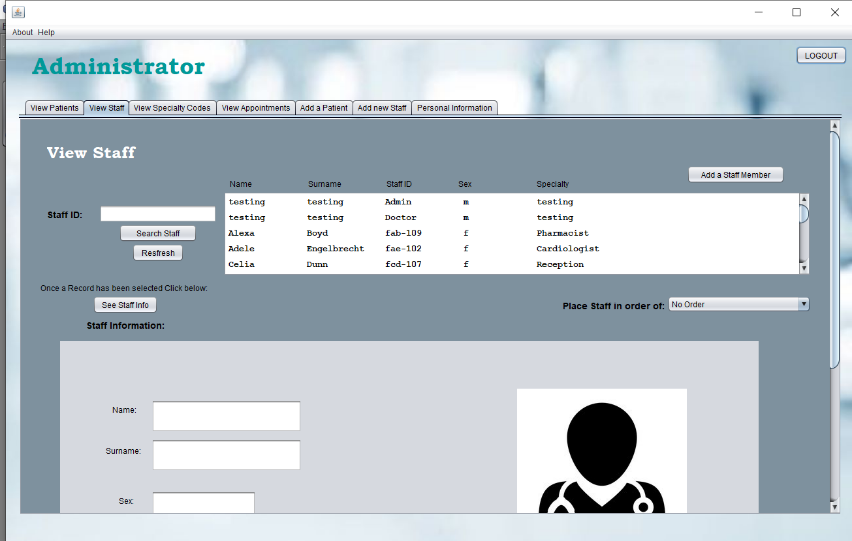 About Help
Administrator
LOGOUT
View Patients View Staff View Specialty Codes View Appointments Add a Patient Add new Staff Personal Information
View Staff
Add a Staff Member
Name Surname Staff ID Sex Specialty
testing testing Admin m testing
testing testing Doctor m testing
Alexa Boyd fab-109 f Pharmacist
Adele Engelbrecht fae-102 f Cardiologist
Celia Dunn fcd-107 f Reception
Staff ID:
Search Staff
Resfresh
Once a Record has been selected Click below:
See Staff info
Place Staff in order of: No Order
Staff Information:
Name:
Surname:
Sex: